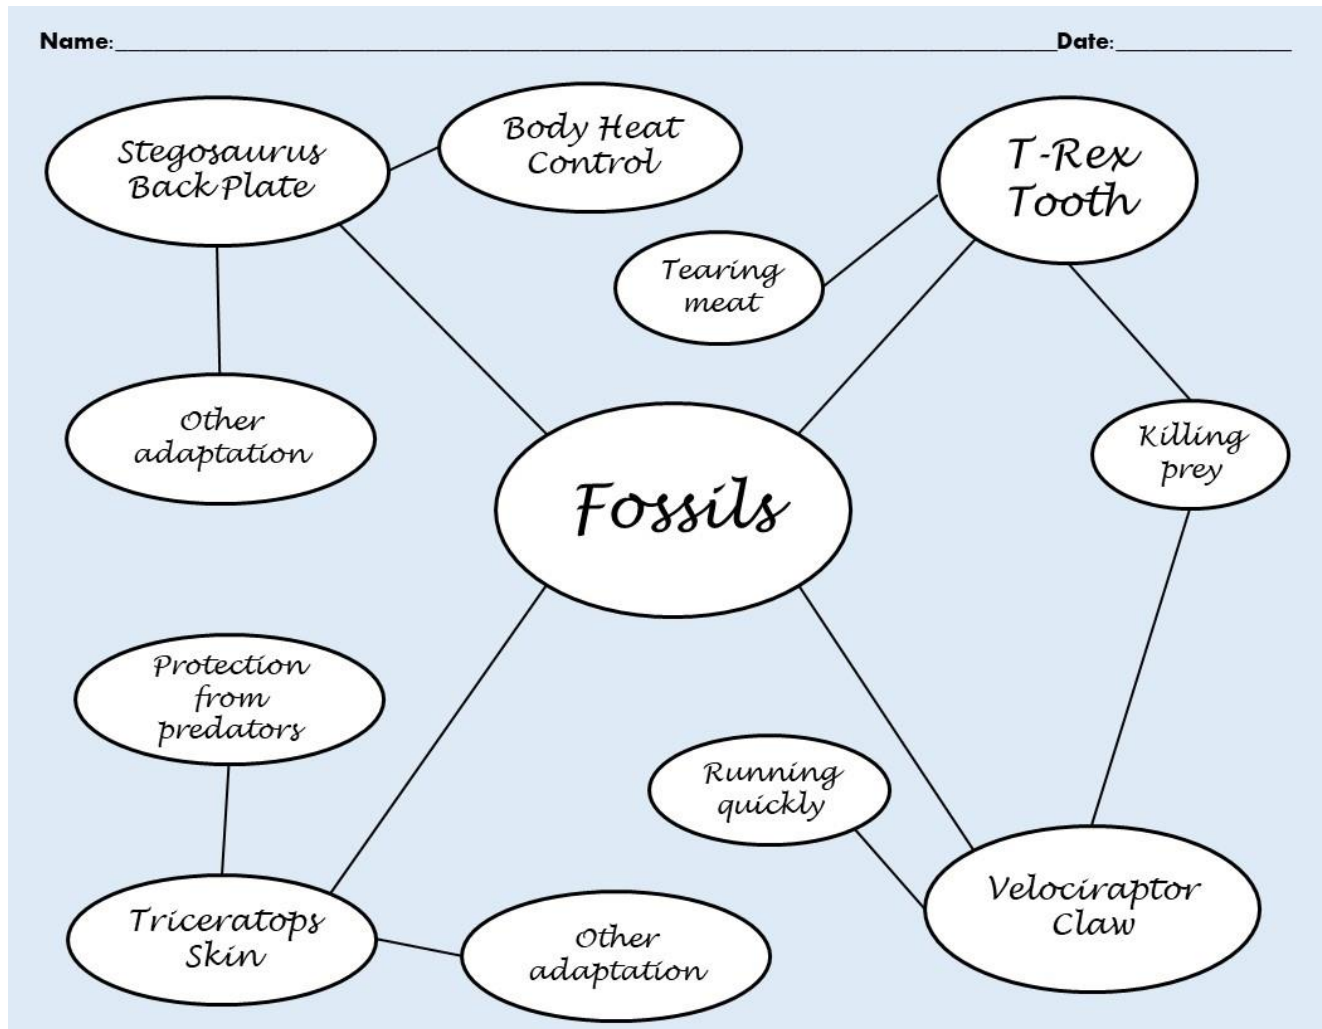 Name: Date:
Stegosaurus
Back Plate
Body Heat
Control
T-Rex
Tooth
Tearing
meat
Other
adaptation
Killing
prey
Fossils
Protection
from
predators
Running
quickly
Triceratops
Skin
Other
adaptation
Velociraptor
Claw